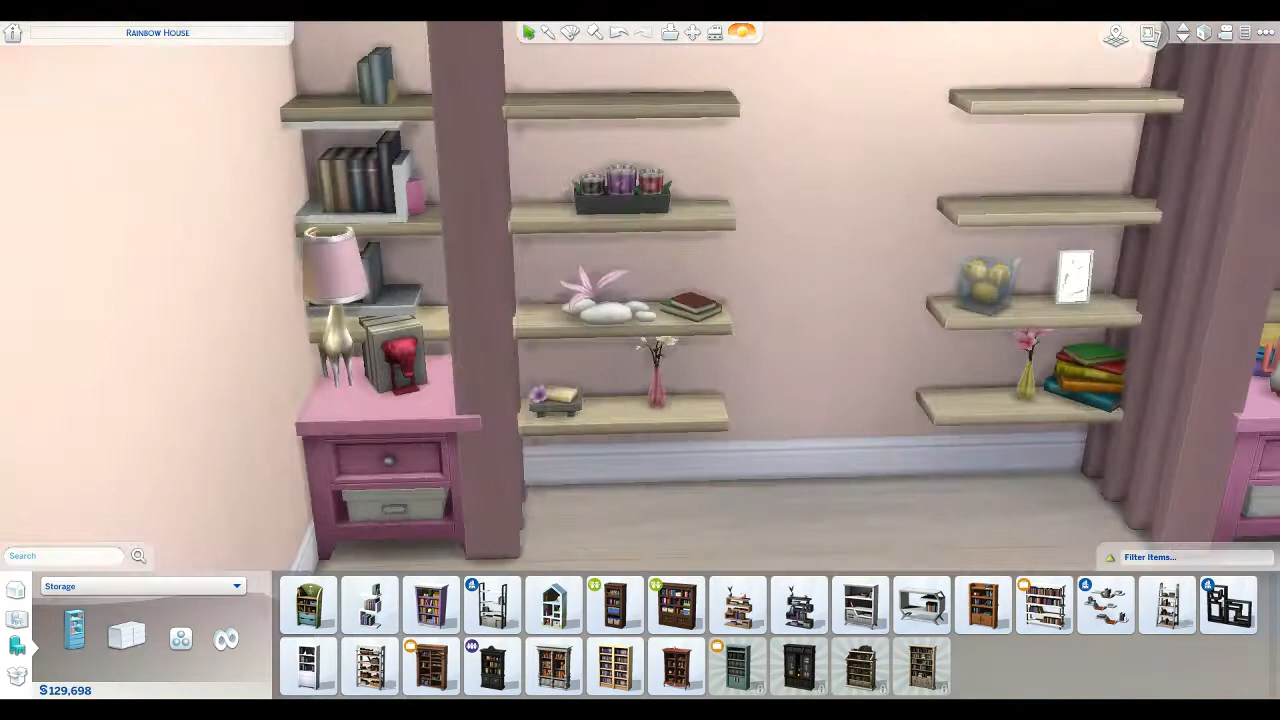 RAINBOW HOUSE
Search
Filter Items...
Storage
§129,698